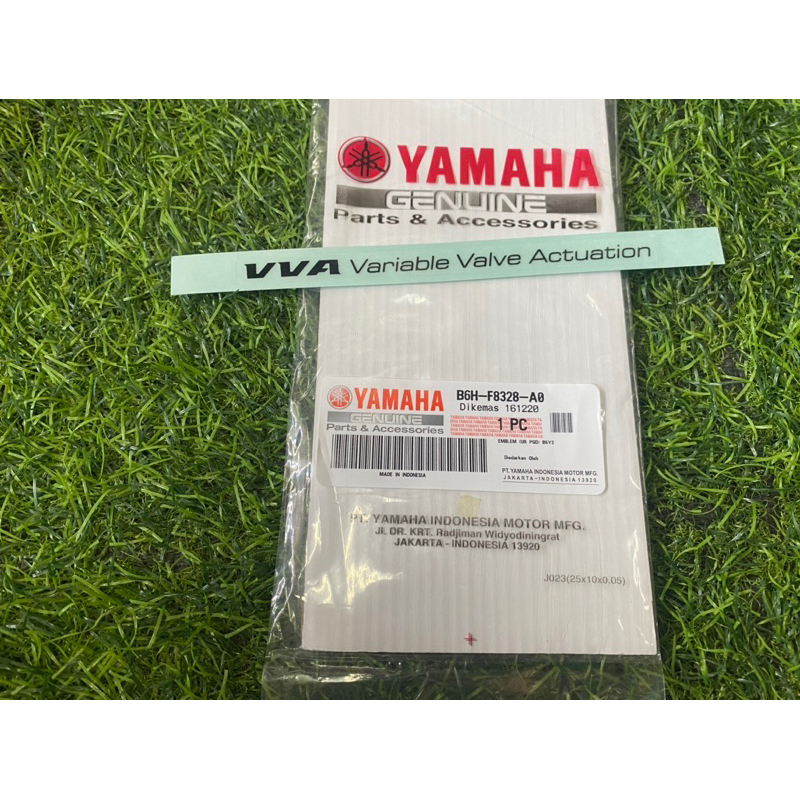 YAMAHA
GENUINE
Parts & Accessories
VVA Variable Valve Actuation
YAMAHA
GENUINE
Parts & Accessories
B6H-F8328-A0
Dikemas 161220
1 PC
Diedarkan Oleh
PT. YAMAHA INDONESIA MOTOR MFG.
JAKARTA-INDONESIA 13920
MADE IN INDONESIA
PT. YAMAHA INDONESIA MOTOR MFG.
Jl. DR. KRT. Radjiman Widyodiningrat
JAKARTA - INDONESIA 13920
J023(25x10x0.05)